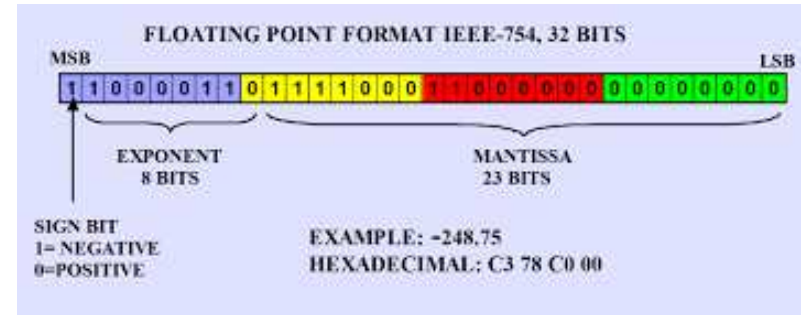 FLOATING POINT FORMAT IEEE-754, 32 BITS
MSB
LSB
1 1 0 0 0 0 1 1 0 1 1 1 1 0 0 0 1 1 0 0 0 0 0 0 0 0 0 0 0 0 0 0
EXPONENT
8 BITS
MANTISSA
23 BITS
SIGN BIT
1= NEGATIVE
0=POSITIVE
EXAMPLE: -248,75
HEXADECIMAL: C3 78 C0 00